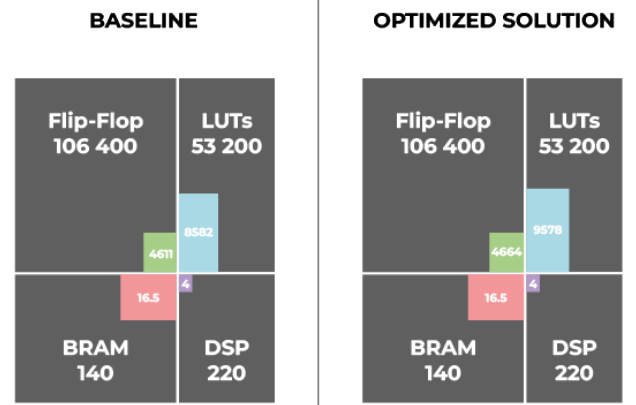 BASELINE
Flip-Flop
106 400
LUTs
53 200
8582
4611
16.5
4
BRAM
140
DSP
220
OPTIMIZED SOLUTION
Flip-Flop
106 400
LUTs
53 200
9578
4664
16.5
4
BRAM
140
DSP
220